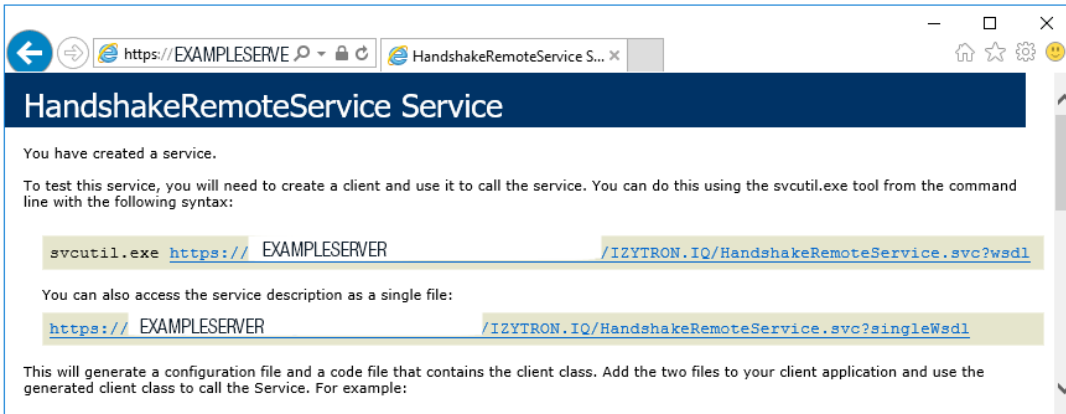 https://EXAMPLESERVE
HandshakeRemoteService S...
HandshakeRemoteService Service
You have created a service.
To test this service, you will need to create a client and use it to call the service. You can do this using the svcutil.exe tool from the command
line with the following syntax:
svcutil.exe https:// EXAMPLESERVER /IZYTRON.IQ/HandshakeRemoteService.svc?wsdl
You can also access the service description as a single file:
https:// EXAMPLESERVER /IZYTRON.IQ/HandshakeRemoteService.svc?singleWsdl
This will generate a configuration file and a code file that contains the client class. Add the two files to your client application and use the
generated client class to call the Service. For example: